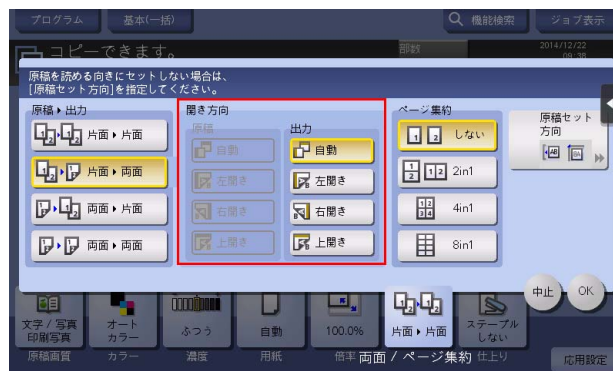 プログラム
基本(一括)
機能検索
ジョブ表示
コピーできます。
部数
2014/12/22
09:38
原稿を読める向きにセットしない場合は、
[原稿セット方向]を指定してください。
原稿▸出力
片面▸片面
片面▸両面
両面▸片面
両面▸両面
開き方向
原稿
自動
左開き
右開き
上開き
出力
自動
左開き
右開き
上開き
ページ集約
しない
2in1
4in1
8in1
原稿セット
方向
中止
OK
文字/写真
印刷写真
オート
カラー
ふつう
自動
100.0%
片面▸片面
ステープル
しない
原稿画質
カラー
濃度
用紙
倍率
両面/ページ集約
仕上り
応用設定